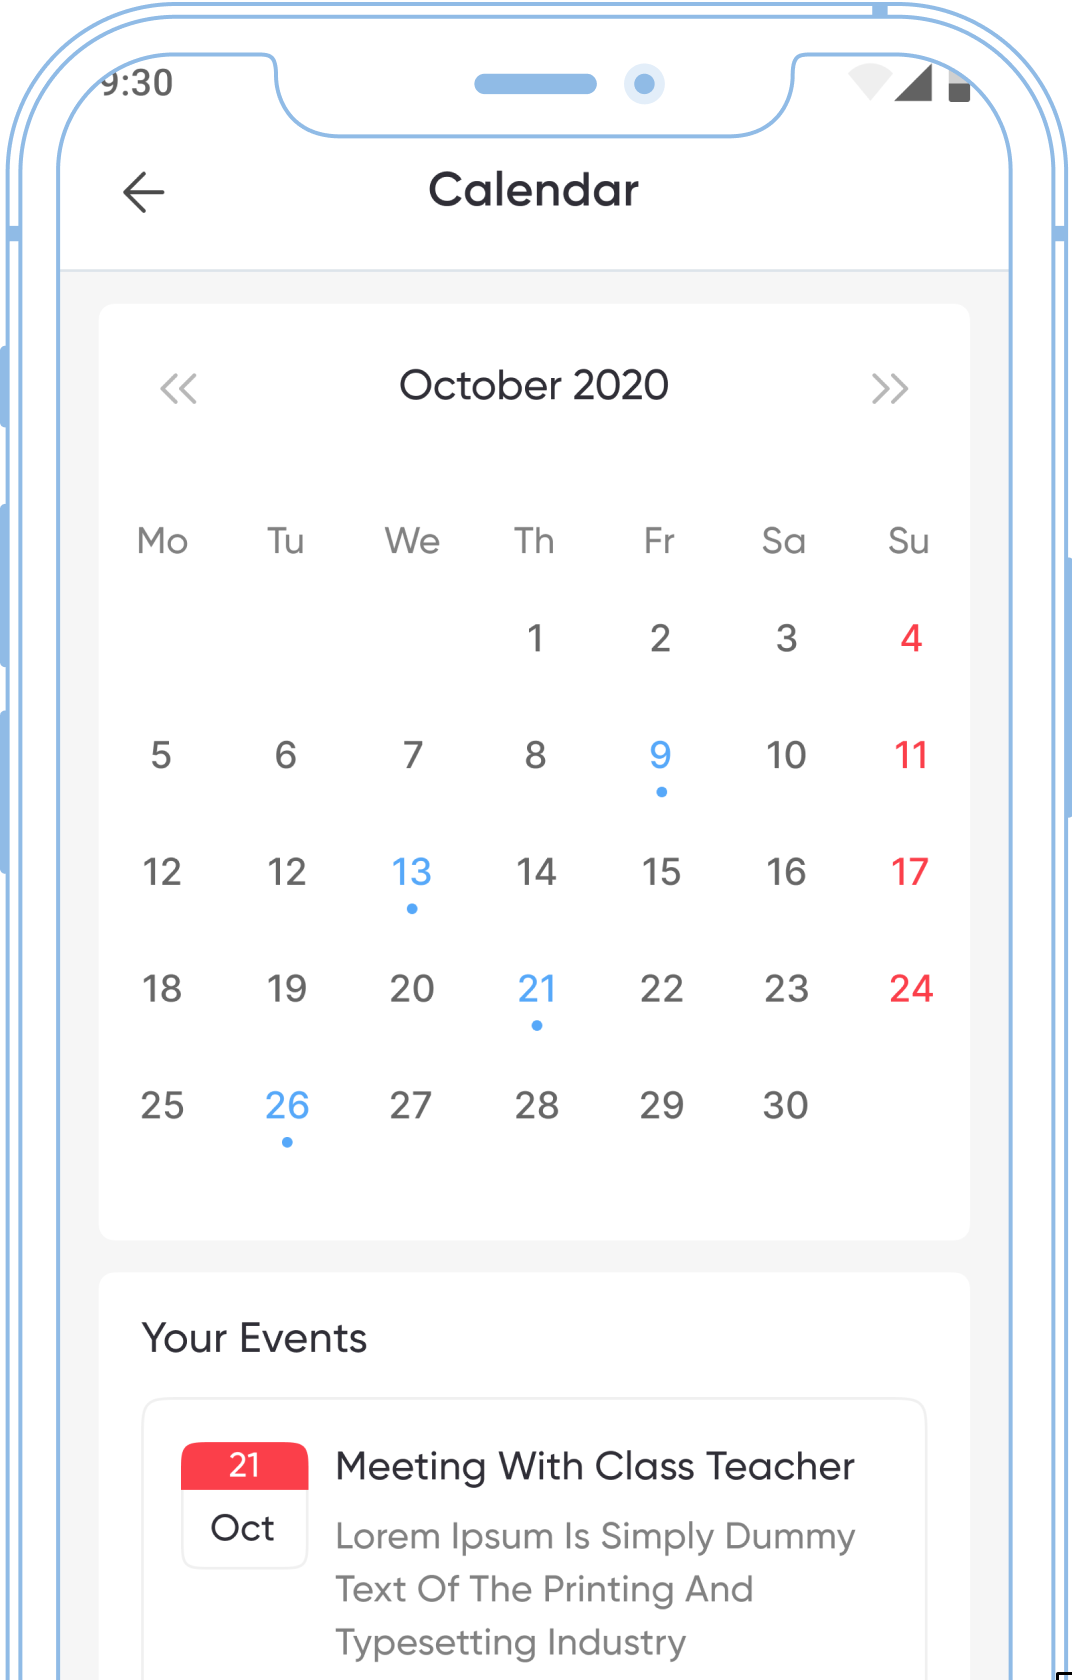 9:30
Calendar
October 2020
Mo Tu We Th Fr Sa Su
1 2 3 4
5 6 7 8 9 10 11
12 12 13 14 15 16 17
18 19 20 21 22 23 24
25 26 27 28 29 30
Your Events
21
Oct
Meeting With Class Teacher
Lorem Ipsum Is Simply Dummy
Text Of The Printing And
Typesetting Industry